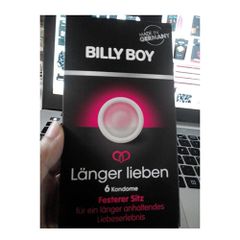 MADE IN
GERMANY
BILLY BOY
Länger lieben
6 Kondome
Festerer Sitz
für ein länger anhaltendes
Liebeserlebnis